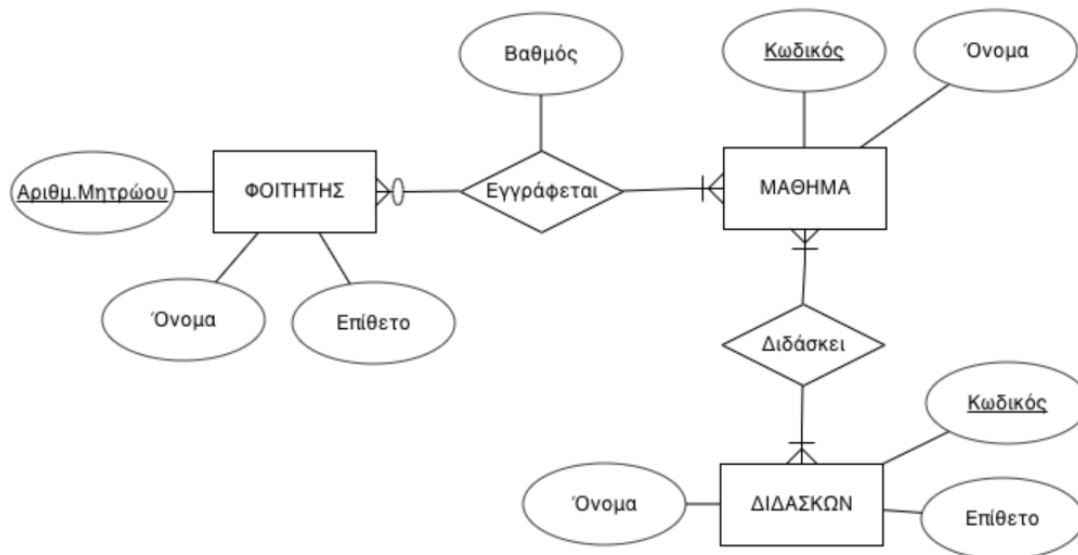 Βαθμός
Κωδικός
Όνομα
Αριθμ.Μητρώου
ΦΟΙΤΗΤΗΣ
Εγγράφεται
ΜΑΘΗΜΑ
Όνομα
Επίθετο
Διδάσκει
Κωδικός
Όνομα
ΔΙΔΑΣΚΩΝ
Επίθετο